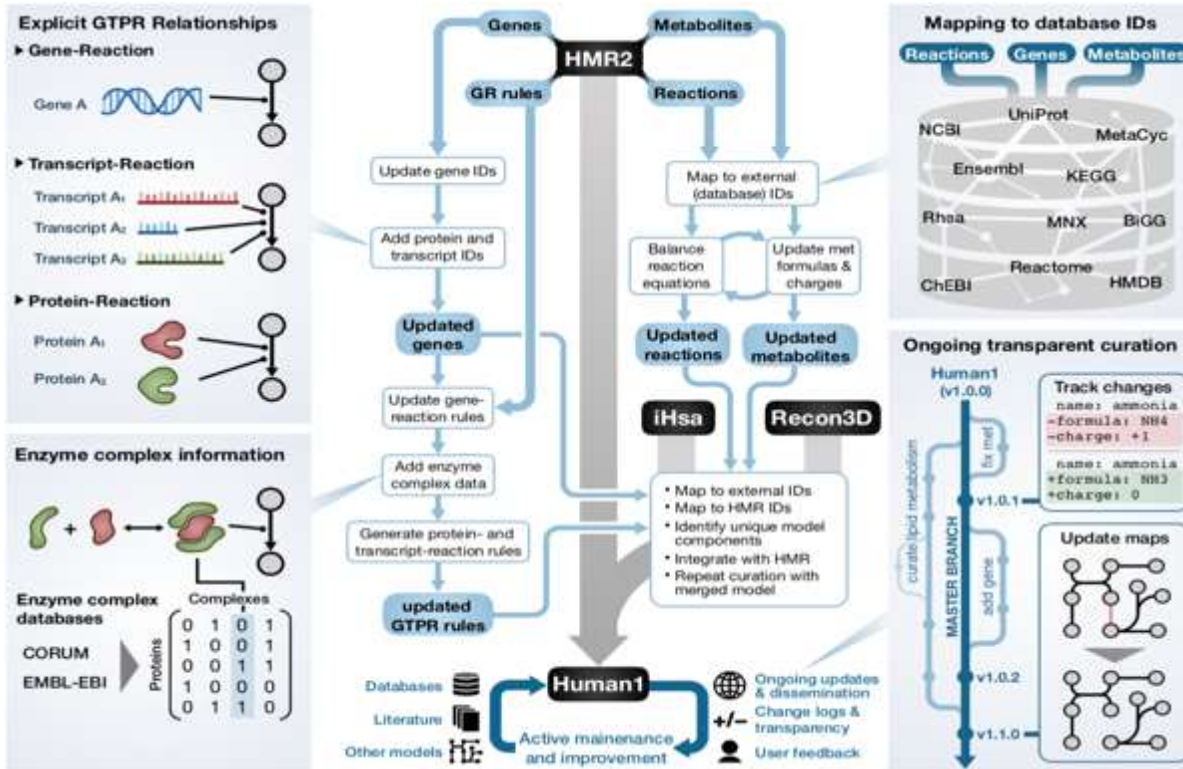 Explicit GTPR Relationships
Gene-Reaction
Gene A
Transcript-Reaction
Transcript A₁
Transcript A₂
Transcript A₃
Protein-Reaction
Protein A₁
Protein A₂
Enzyme complex information
+
Enzyme complex
databases
CORUM
EMBL-EBI
Complexes
Proteins
0 1 0 1
1 0 0 1
0 0 1 1
1 0 0 0
0 1 1 0
Genes
Metabolites
HMR2
GR rules
Reactions
Update gene IDs
Add protein and
transcript IDs
Updated
genes
Update gene-
reaction rules
Add enzyme
complex data
Generate protein- and
transcript-reaction rules
updated
GTPR rules
Map to external
(database) IDs
Balance
reaction
equations
Update met
formulas &
charges
Updated
reactions
Updated
metabolites
iHsa
Recon3D
• Map to external IDs
• Map to HMR IDs
• Identify unique model
components
• Integrate with HMR
• Repeat curation with
merged model
Human1
Databases
Literature
Other models
Active mainenance
and improvement
Ongoing updates
& dissemination
+/− Change logs &
transparency
User feedback
Mapping to database IDs
Reactions
Genes
Metabolites
UniProt
NCBI
MetaCyc
Ensembl
KEGG
Rhea
MNX
BiGG
Reactome
ChEBI
HMDB
Ongoing transparent curation
Human1
(v1.0.0)
fix met
curate lipid metabolism
MASTER BRANCH
add gene
v1.0.1
v1.0.2
v1.1.0
Track changes
name: ammonia
−formula: NH4
−charge: +1
name: ammonia
+formula: NH3
+charge: 0
Update maps